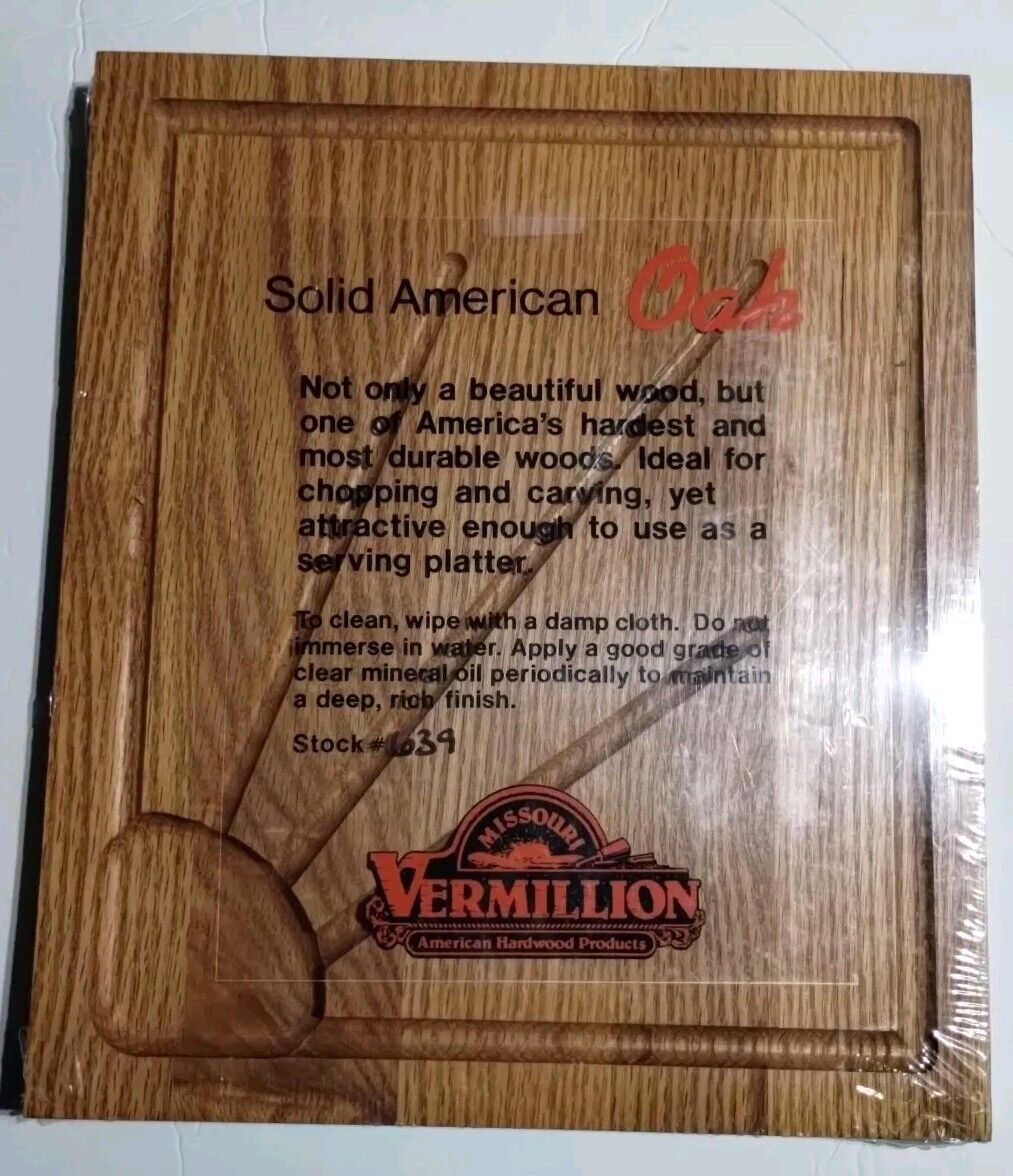 Solid American Oak
Not only a beautiful wood, but
one of America's hardest and
most durable woods. Ideal for
chopping and carving, yet
attractive enough to use as a
serving platter.
To clean, wipe with a damp cloth. Do not
immerse in water. Apply a good grade of
clear mineral oil periodically to maintain
a deep, rich finish.
Stock # 639
MISSOURI
VERMILLION
American Hardwood Products